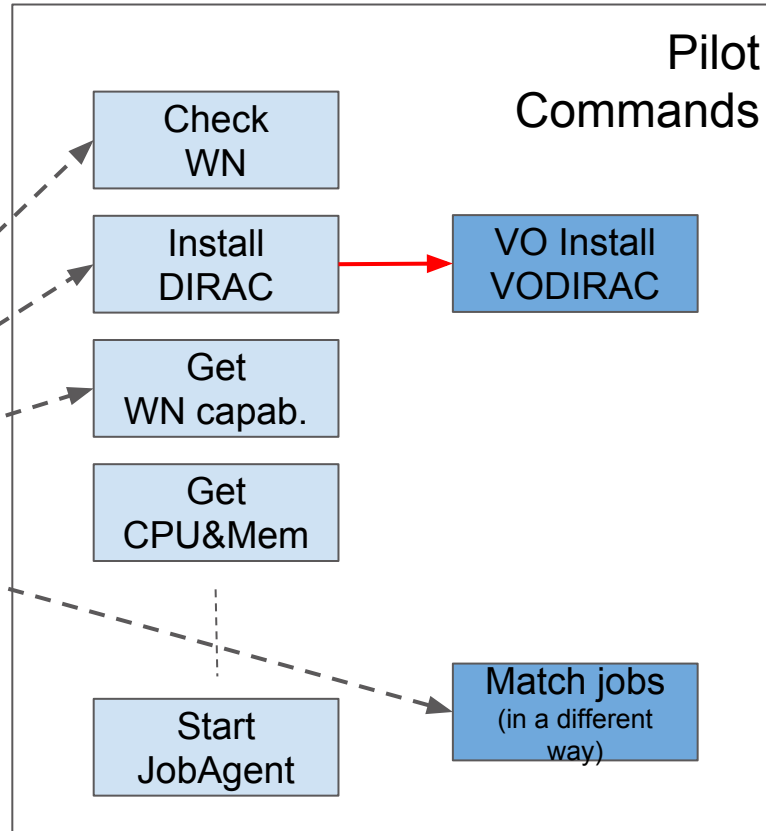 Pilot
Commands
Check
WN
Install
DIRAC
VO Install
VODIRAC
Get
WN capab.
Get
CPU&Mem
Match jobs
(in a different
way)
Start
JobAgent